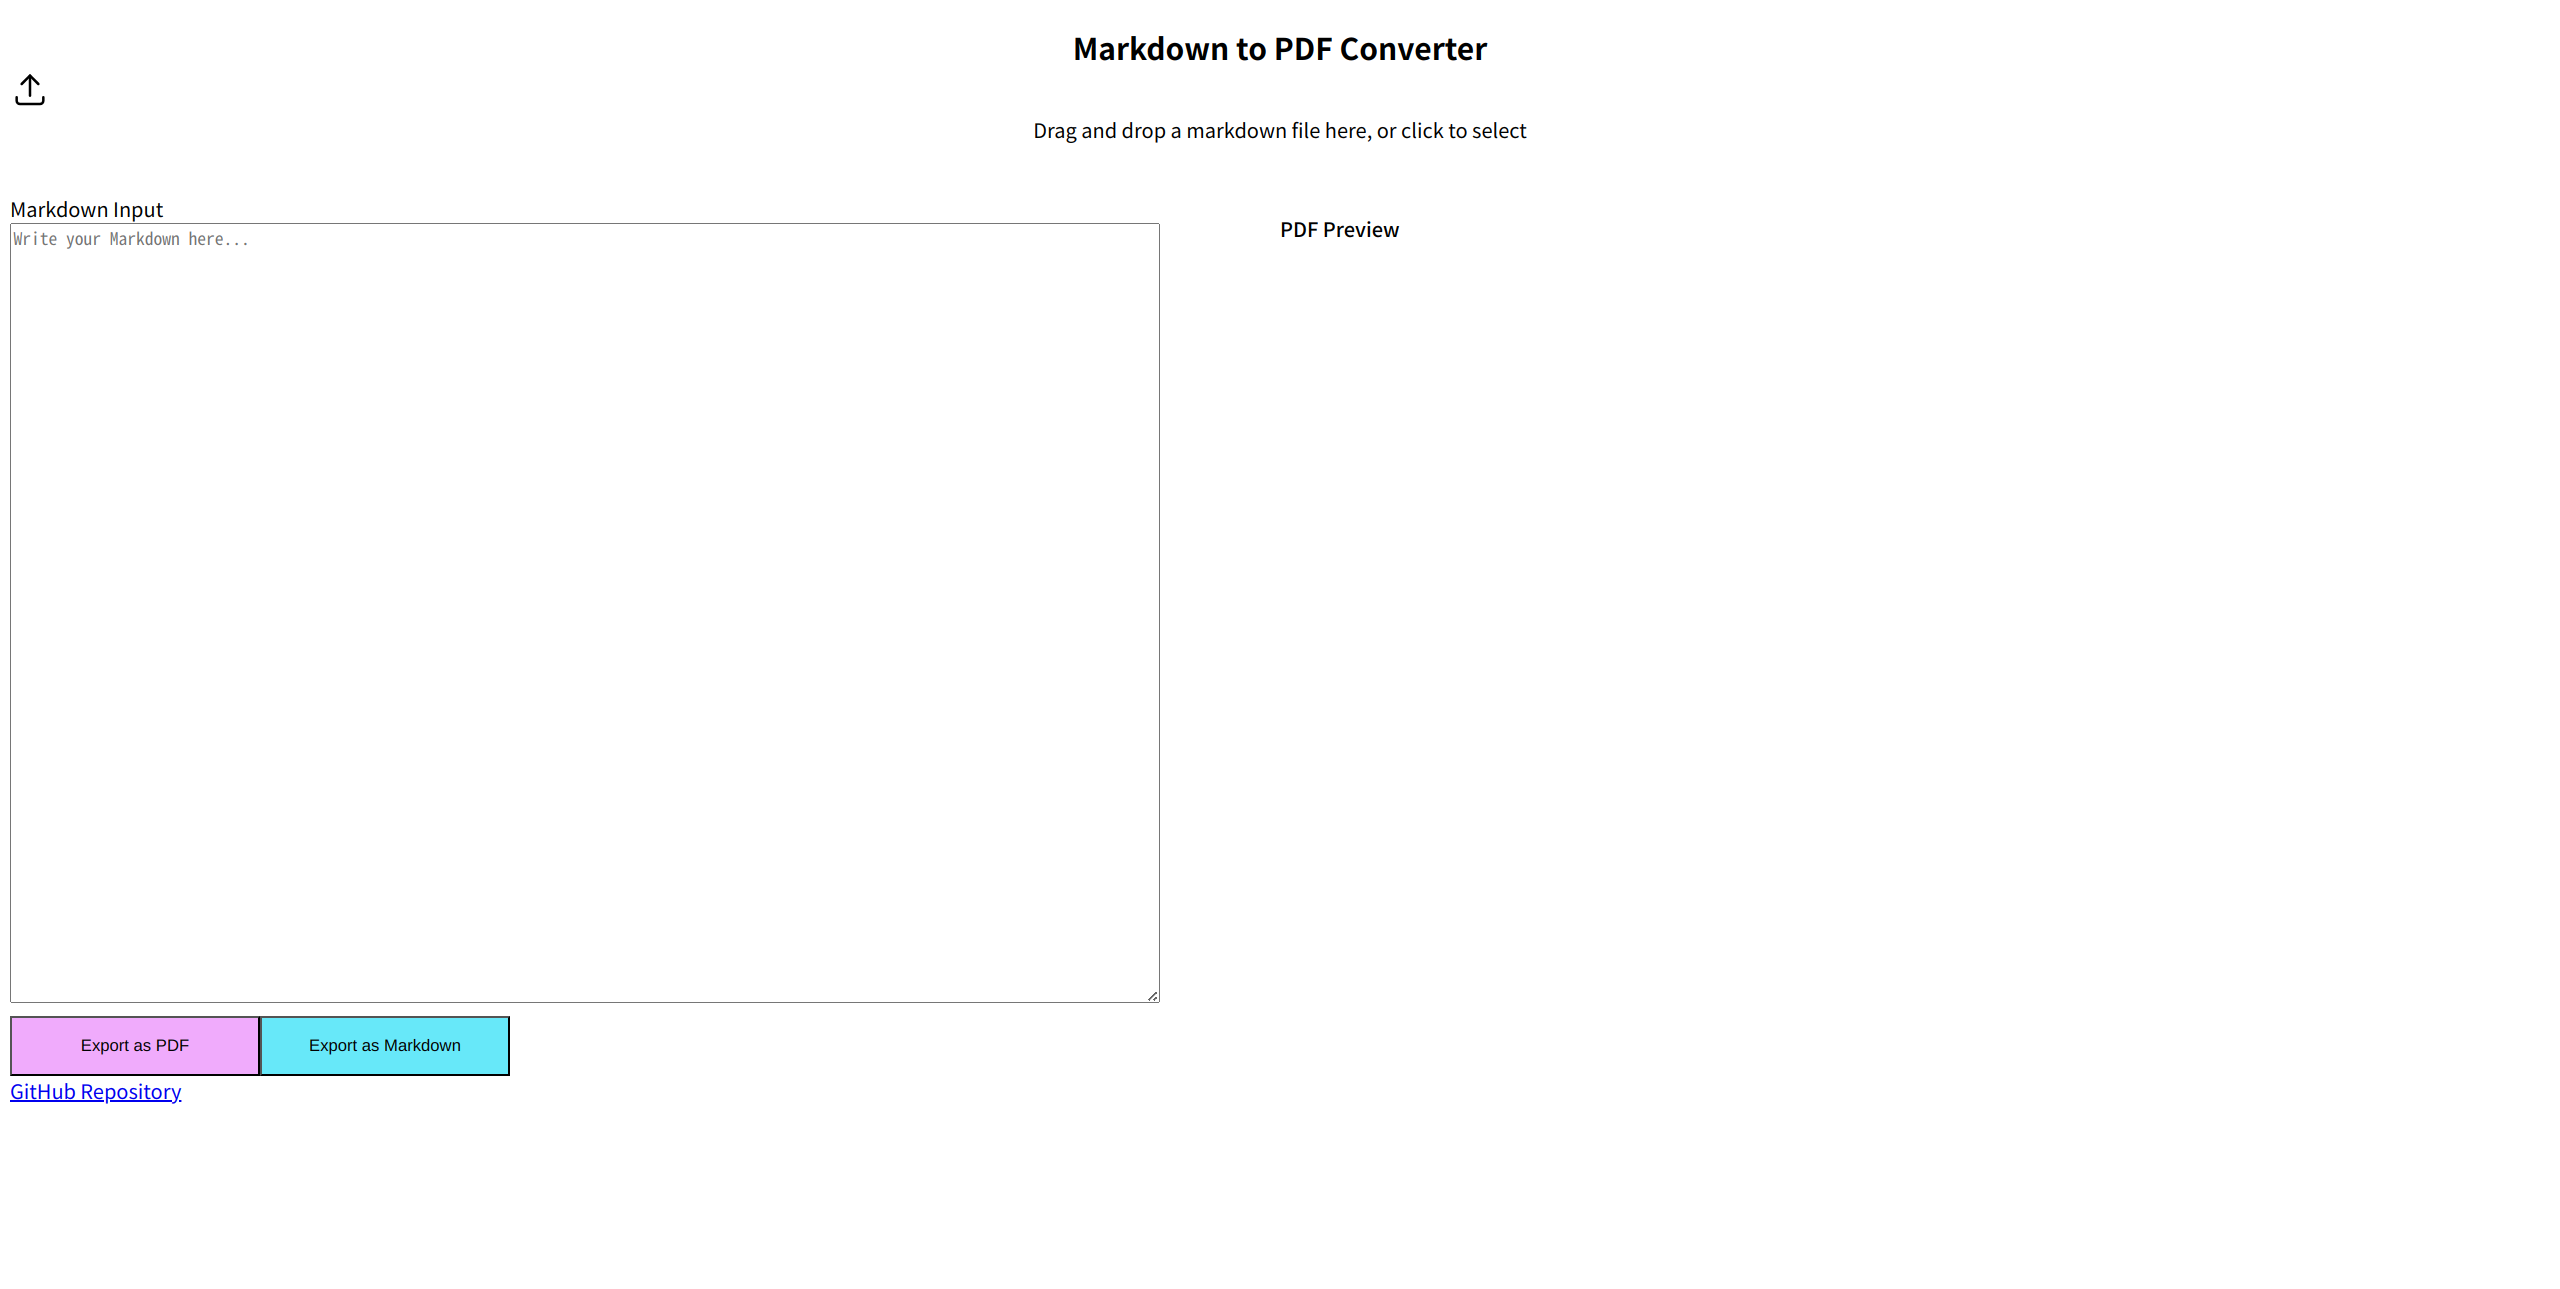 Markdown to PDF Converter
Drag and drop a markdown file here, or click to select
Markdown Input
Write your Markdown here...
PDF Preview
Export as PDF
Export as Markdown
GitHub Repository